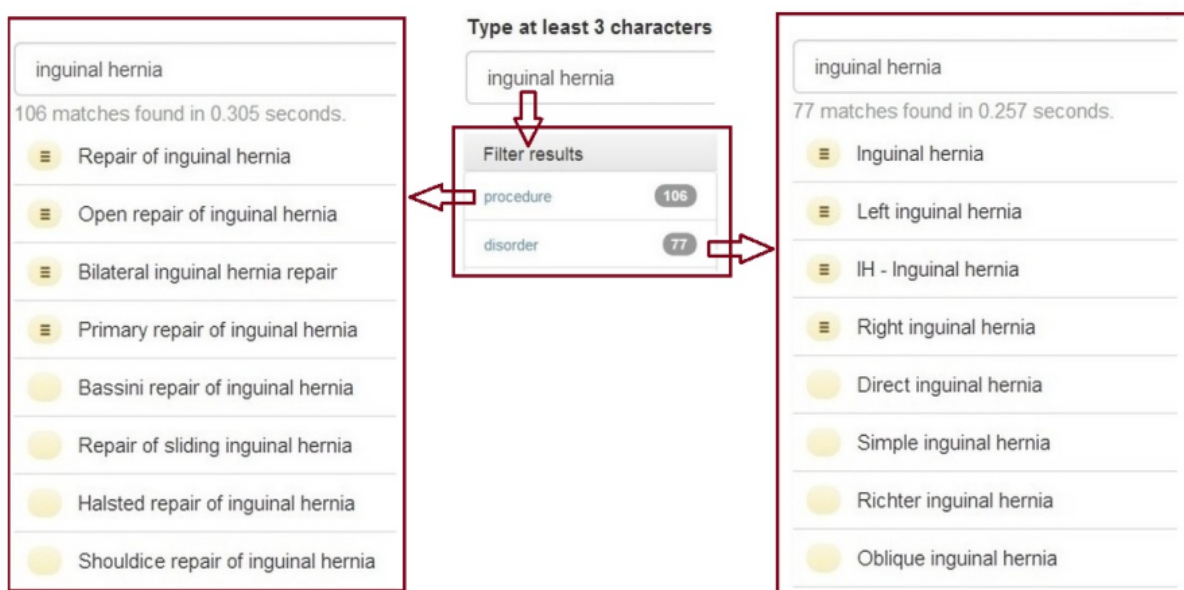 inguinal hernia
106 matches found in 0.305 seconds.
Repair of inguinal hernia
Open repair of inguinal hernia
Bilateral inguinal hernia repair
Primary repair of inguinal hernia
Bassini repair of inguinal hernia
Repair of sliding inguinal hernia
Halsted repair of inguinal hernia
Shouldice repair of inguinal hernia
Type at least 3 characters
inguinal hernia
Filter results
procedure 106
disorder 77
inguinal hernia
77 matches found in 0.257 seconds.
Inguinal hernia
Left inguinal hernia
IH - Inguinal hernia
Right inguinal hernia
Direct inguinal hernia
Simple inguinal hernia
Richter inguinal hernia
Oblique inguinal hernia